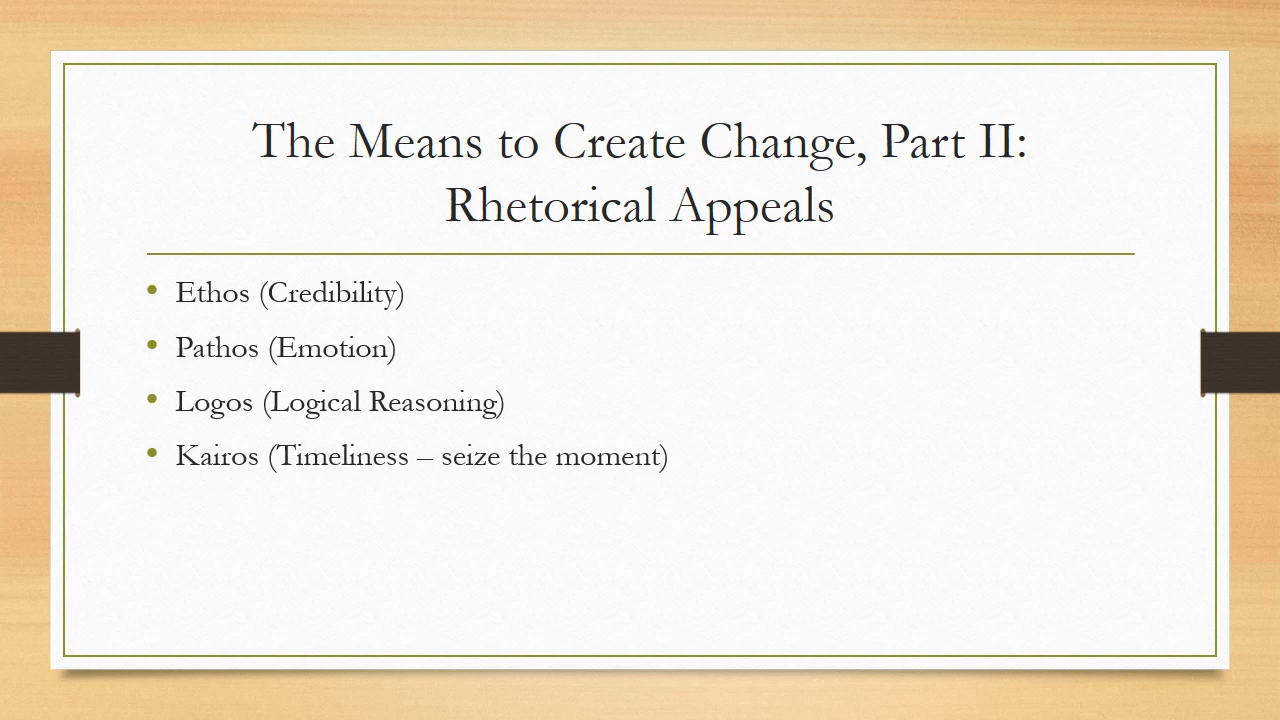 The Means to Create Change, Part II:
Rhetorical Appeals
• Ethos (Credibility)
• Pathos (Emotion)
• Logos (Logical Reasoning)
• Kairos (Timeliness – seize the moment)